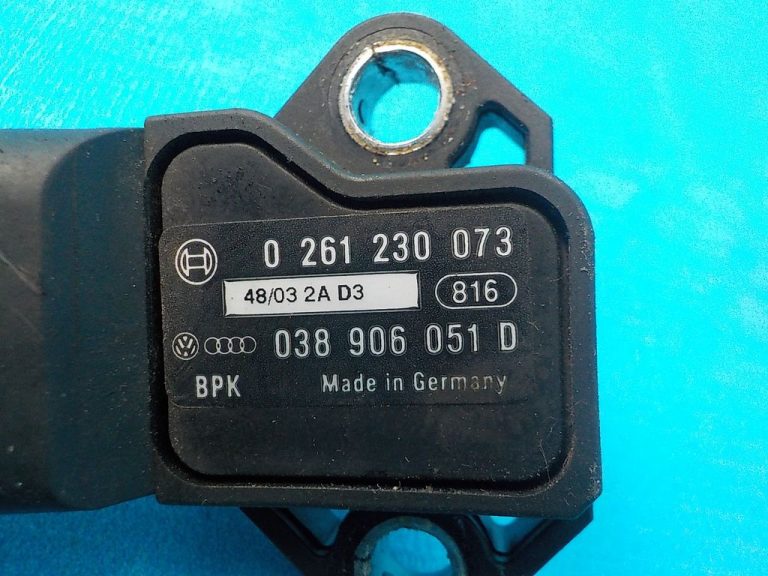 0 261 230 073
48/03 2A D3 816
038 906 051 D
BPK Made in Germany